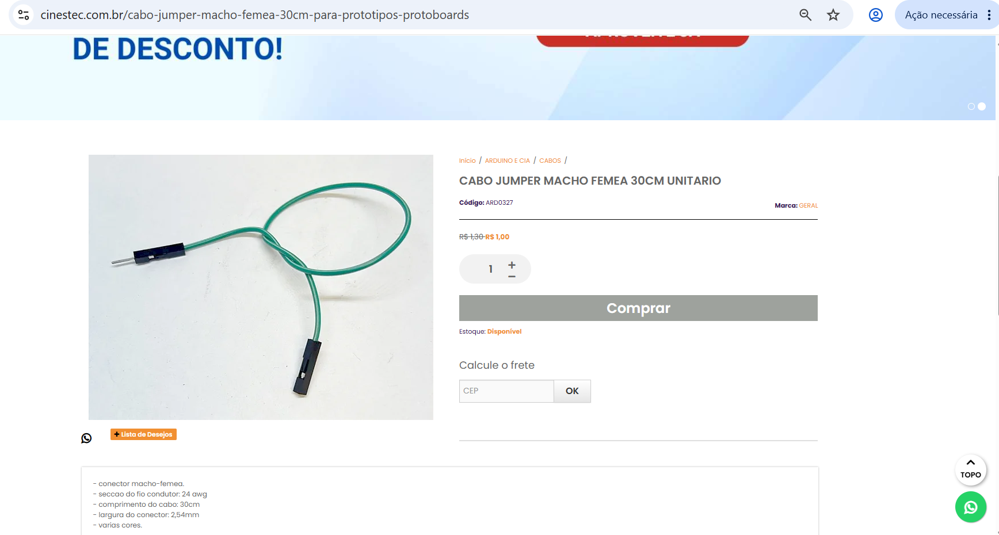 cinestec.com.br/cabo-jumper-macho-femea-30cm-para-prototipos-protoboards
Ação necessária
DE DESCONTO!
Início / ARDUINO E CIA / CABOS /
CABO JUMPER MACHO FEMEA 30CM UNITARIO
Código: ARD0327
Marca: GERAL
R$ 1,30 R$ 1,00
1 + −
Comprar
Estoque: Disponível
Calcule o frete
CEP OK
+ Lista de Desejos
- conector macho-femea.
- seccao do fio condutor: 24 awg
- comprimento do cabo: 30cm
- largura do conector: 2,54mm
- varias cores.
TOPO